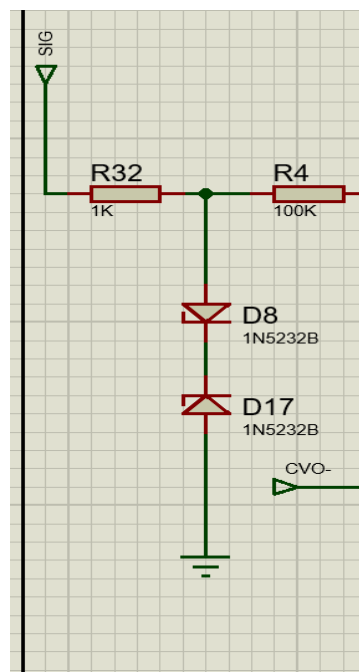 SIG
R32
1K
R4
100K
D8
1N5232B
D17
1N5232B
CVO-